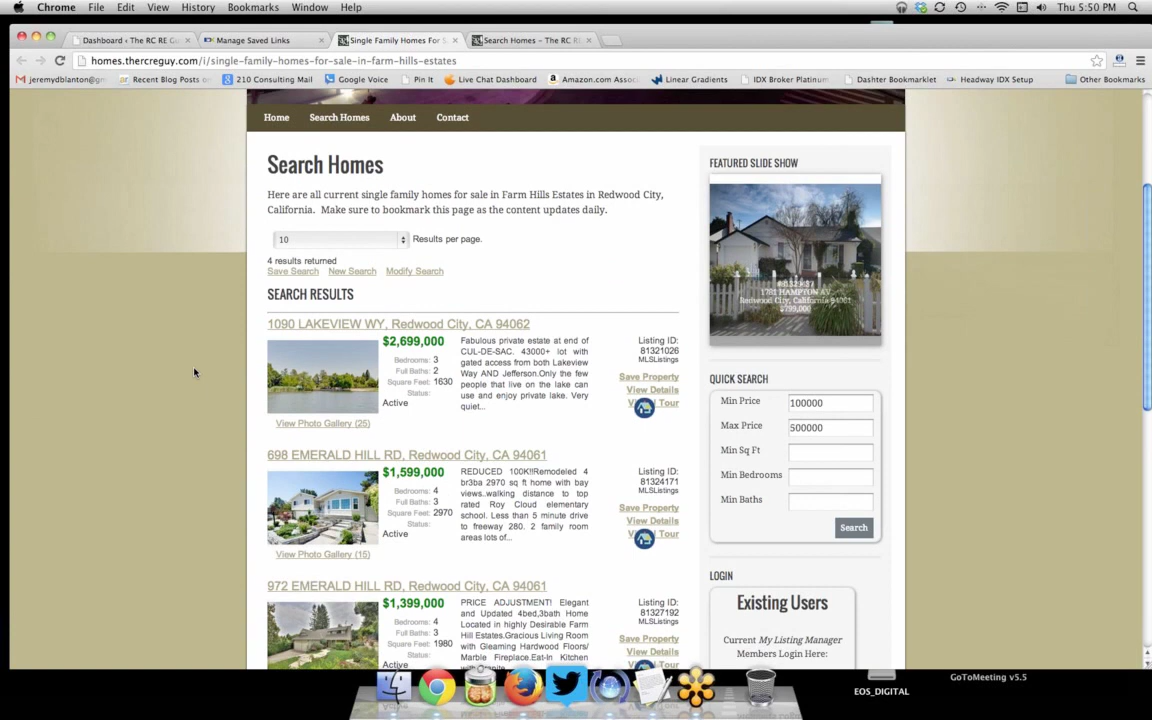 Chrome File Edit View History Bookmarks Window Help Thu 5:50 PM
Dashboard ‹ The RC RE G Manage Saved Links Single Family Homes For S Search Homes – The RC R
homes.thercreguy.com/i/single-family-homes-for-sale-in-farm-hills-estates
jeremydblanton@g Recent Blog Posts 210 Consulting Mail Google Voice Pin It Live Chat Dashboard Amazon.com Ass Linear Gradients IDX Broker Platinum Dashter Bookmarklet Headway IDX Setup Other Bookmarks
Home Search Homes About Contact
Search Homes
Here are all current single family homes for sale in Farm Hills Estates in Redwood City,
California. Make sure to bookmark this page as the content updates daily.
10 Results per page.
4 results returned
Save Search New Search Modify Search
SEARCH RESULTS
1090 LAKEVIEW WY, Redwood City, CA 94062
$2,699,000
Bedrooms: 3
Full Baths: 2
Square Feet: 1630
Status:
Active
Fabulous private estate at end of
CUL-DE-SAC. 43000+ lot with
gated access from both Lakeview
Way AND Jefferson.Only the few
people that live on the lake can
use and enjoy private lake. Very
quiet...
Listing ID:
81321026
MLSListings
Save Property
View Details
Tour
View Photo Gallery (25)
698 EMERALD HILL RD, Redwood City, CA 94061
$1,599,000
Bedrooms: 4
Full Baths: 3
Square Feet: 2970
Status:
Active
REDUCED 100K!!Remodeled 4
br3ba 2970 sq ft home with bay
views..walking distance to top
rated Roy Cloud elementary
school. Less than 5 minute drive
to freeway 280. 2 family room
areas lots of...
Listing ID:
81324171
MLSListings
Save Property
View Details
Tour
View Photo Gallery (15)
972 EMERALD HILL RD, Redwood City, CA 94061
$1,399,000
Bedrooms: 4
Full Baths: 3
Square Feet: 1980
Status:
Active
PRICE ADJUSTMENT! Elegant
and Updated 4bed,3bath Home
Located in highly Desirable Farm
Hill Estates.Gracious Living Room
with Gleaming Hardwood Floors/
Marble Fireplace.Eat-In Kitchen
Listing ID:
81327192
MLSListings
Save Property
View Details
Tour
FEATURED SLIDE SHOW
1791 HAMPTON AV
Redwood City, California 94061
$799,000
QUICK SEARCH
Min Price 100000
Max Price 500000
Min Sq Ft
Min Bedrooms
Min Baths
Search
LOGIN
Existing Users
Current My Listing Manager
Members Login Here:
EOS_DIGITAL
GoToMeeting v5.5